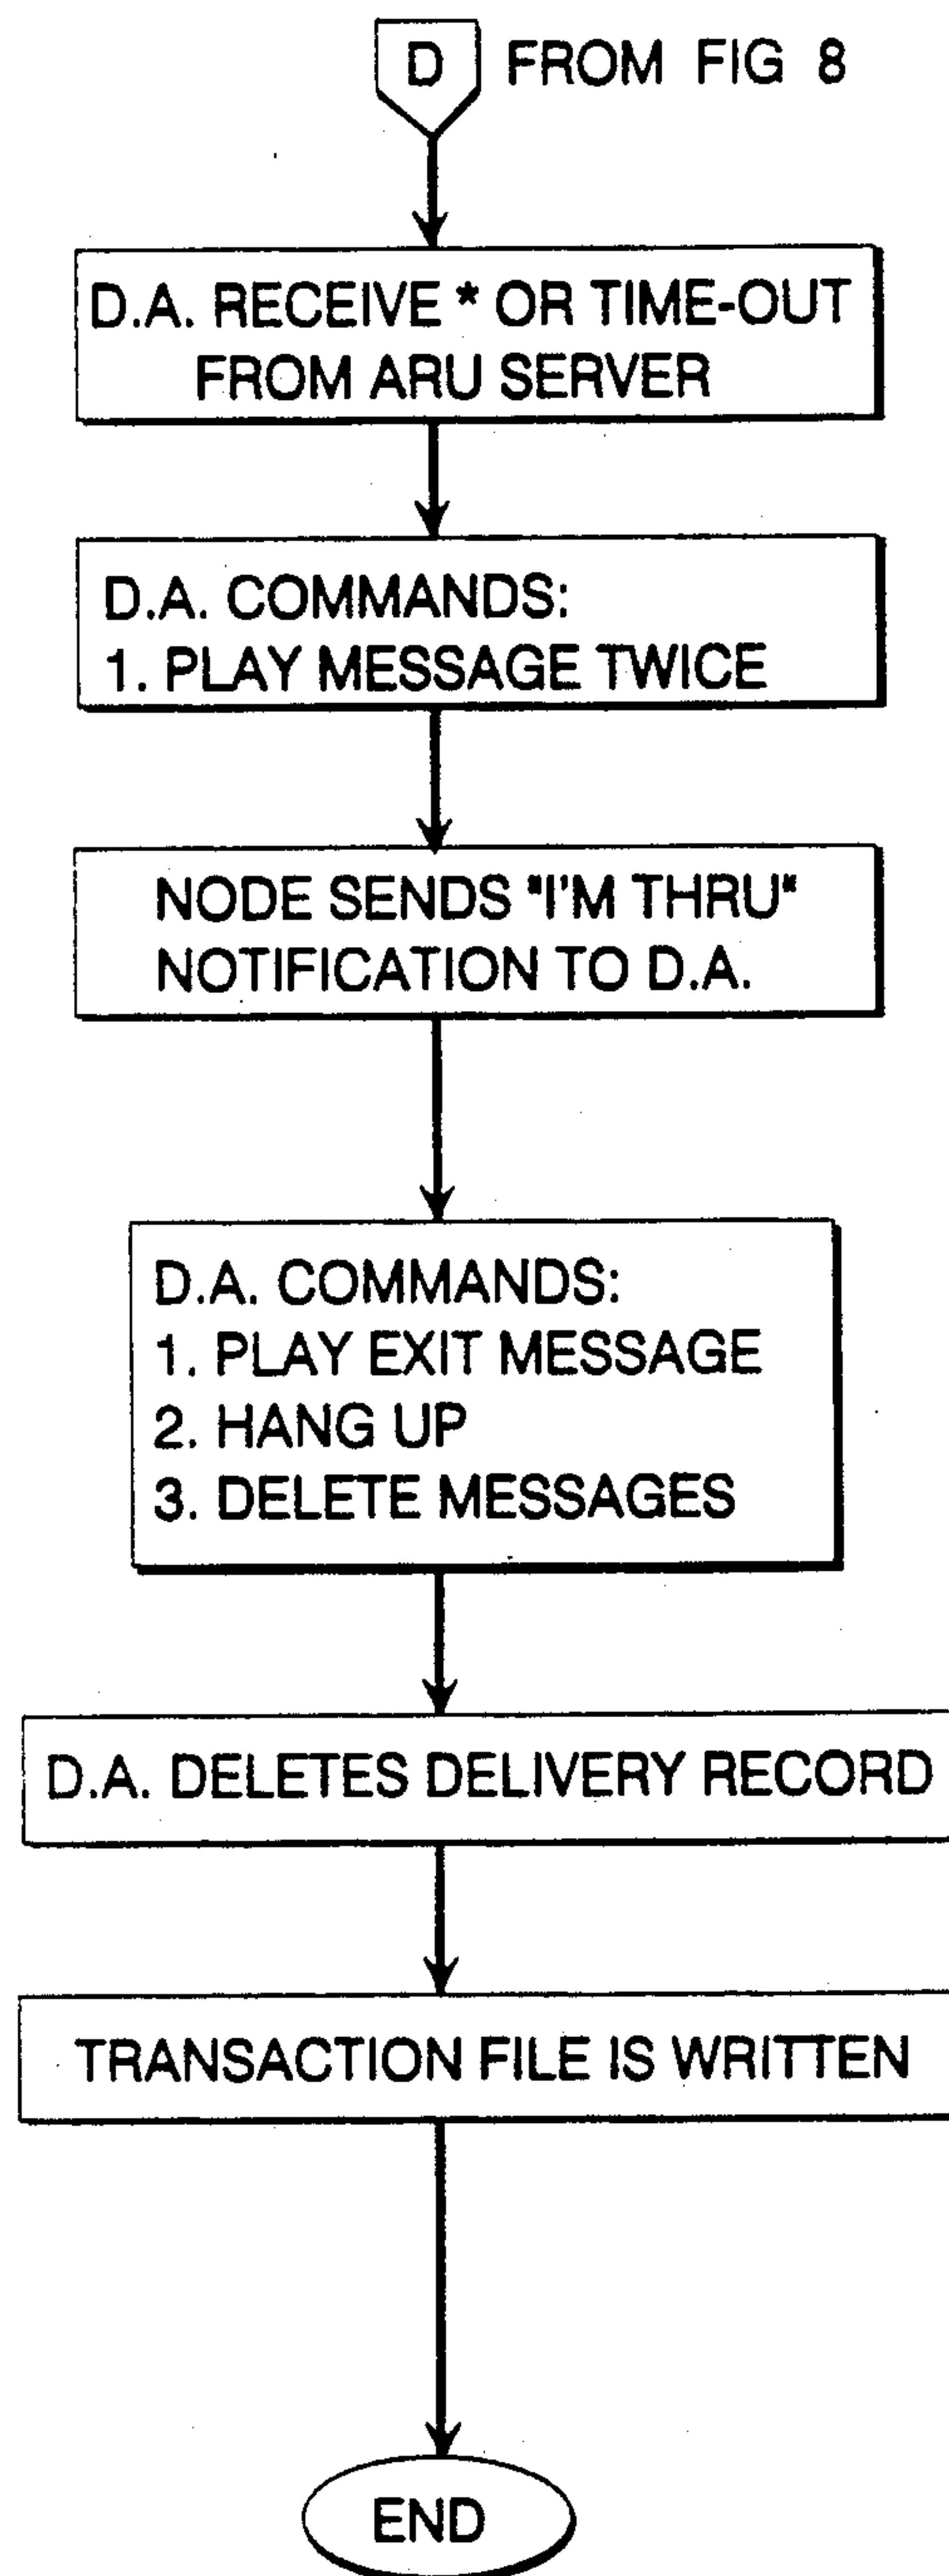 D FROM FIG 8
D.A. RECEIVE * OR TIME-OUT
FROM ARU SERVER
D.A. COMMANDS:
1. PLAY MESSAGE TWICE
NODE SENDS "I'M THRU"
NOTIFICATION TO D.A.
D.A. COMMANDS:
1. PLAY EXIT MESSAGE
2. HANG UP
3. DELETE MESSAGES
D.A. DELETES DELIVERY RECORD
TRANSACTION FILE IS WRITTEN
END